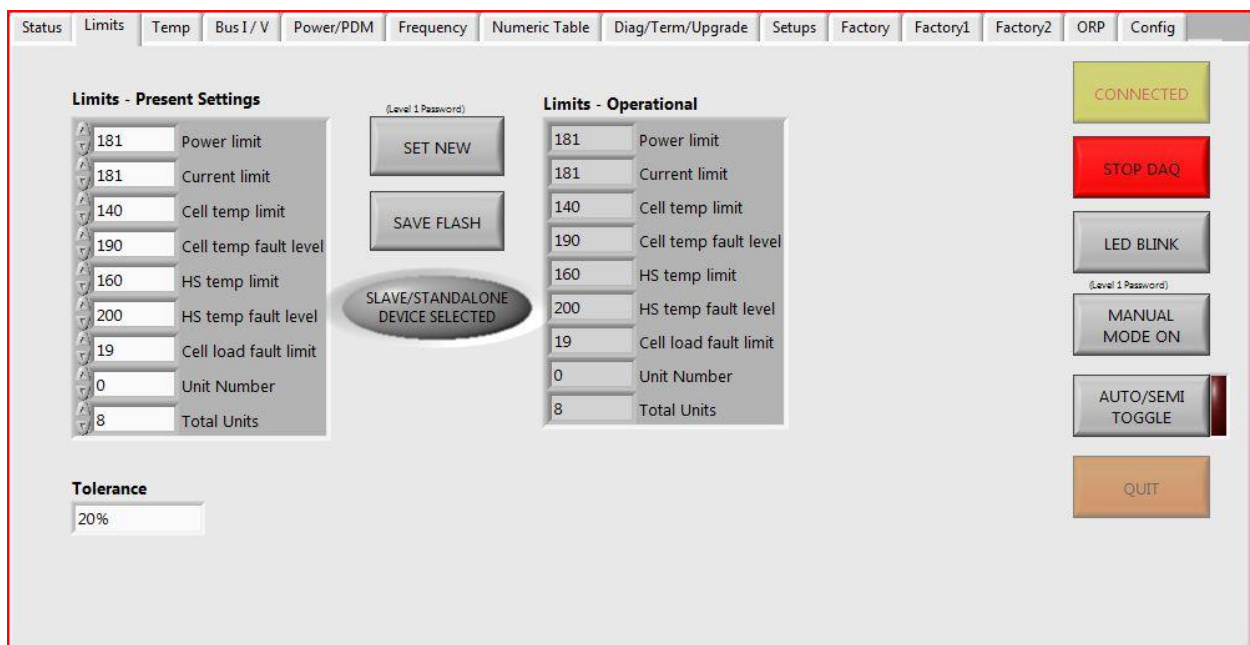 Status Limits Temp Bus I / V Power/PDM Frequency Numeric Table Diag/Term/Upgrade Setups Factory Factory1 Factory2 ORP Config
Limits - Present Settings
181 Power limit
181 Current limit
140 Cell temp limit
190 Cell temp fault level
160 HS temp limit
200 HS temp fault level
19 Cell load fault limit
0 Unit Number
8 Total Units
Tolerance
20%
(Level 1 Password)
SET NEW
SAVE FLASH
SLAVE/STANDALONE
DEVICE SELECTED
Limits - Operational
181 Power limit
181 Current limit
140 Cell temp limit
190 Cell temp fault level
160 HS temp limit
200 HS temp fault level
19 Cell load fault limit
0 Unit Number
8 Total Units
CONNECTED
STOP DAQ
LED BLINK
(Level 1 Password)
MANUAL
MODE ON
AUTO/SEMI
TOGGLE
QUIT